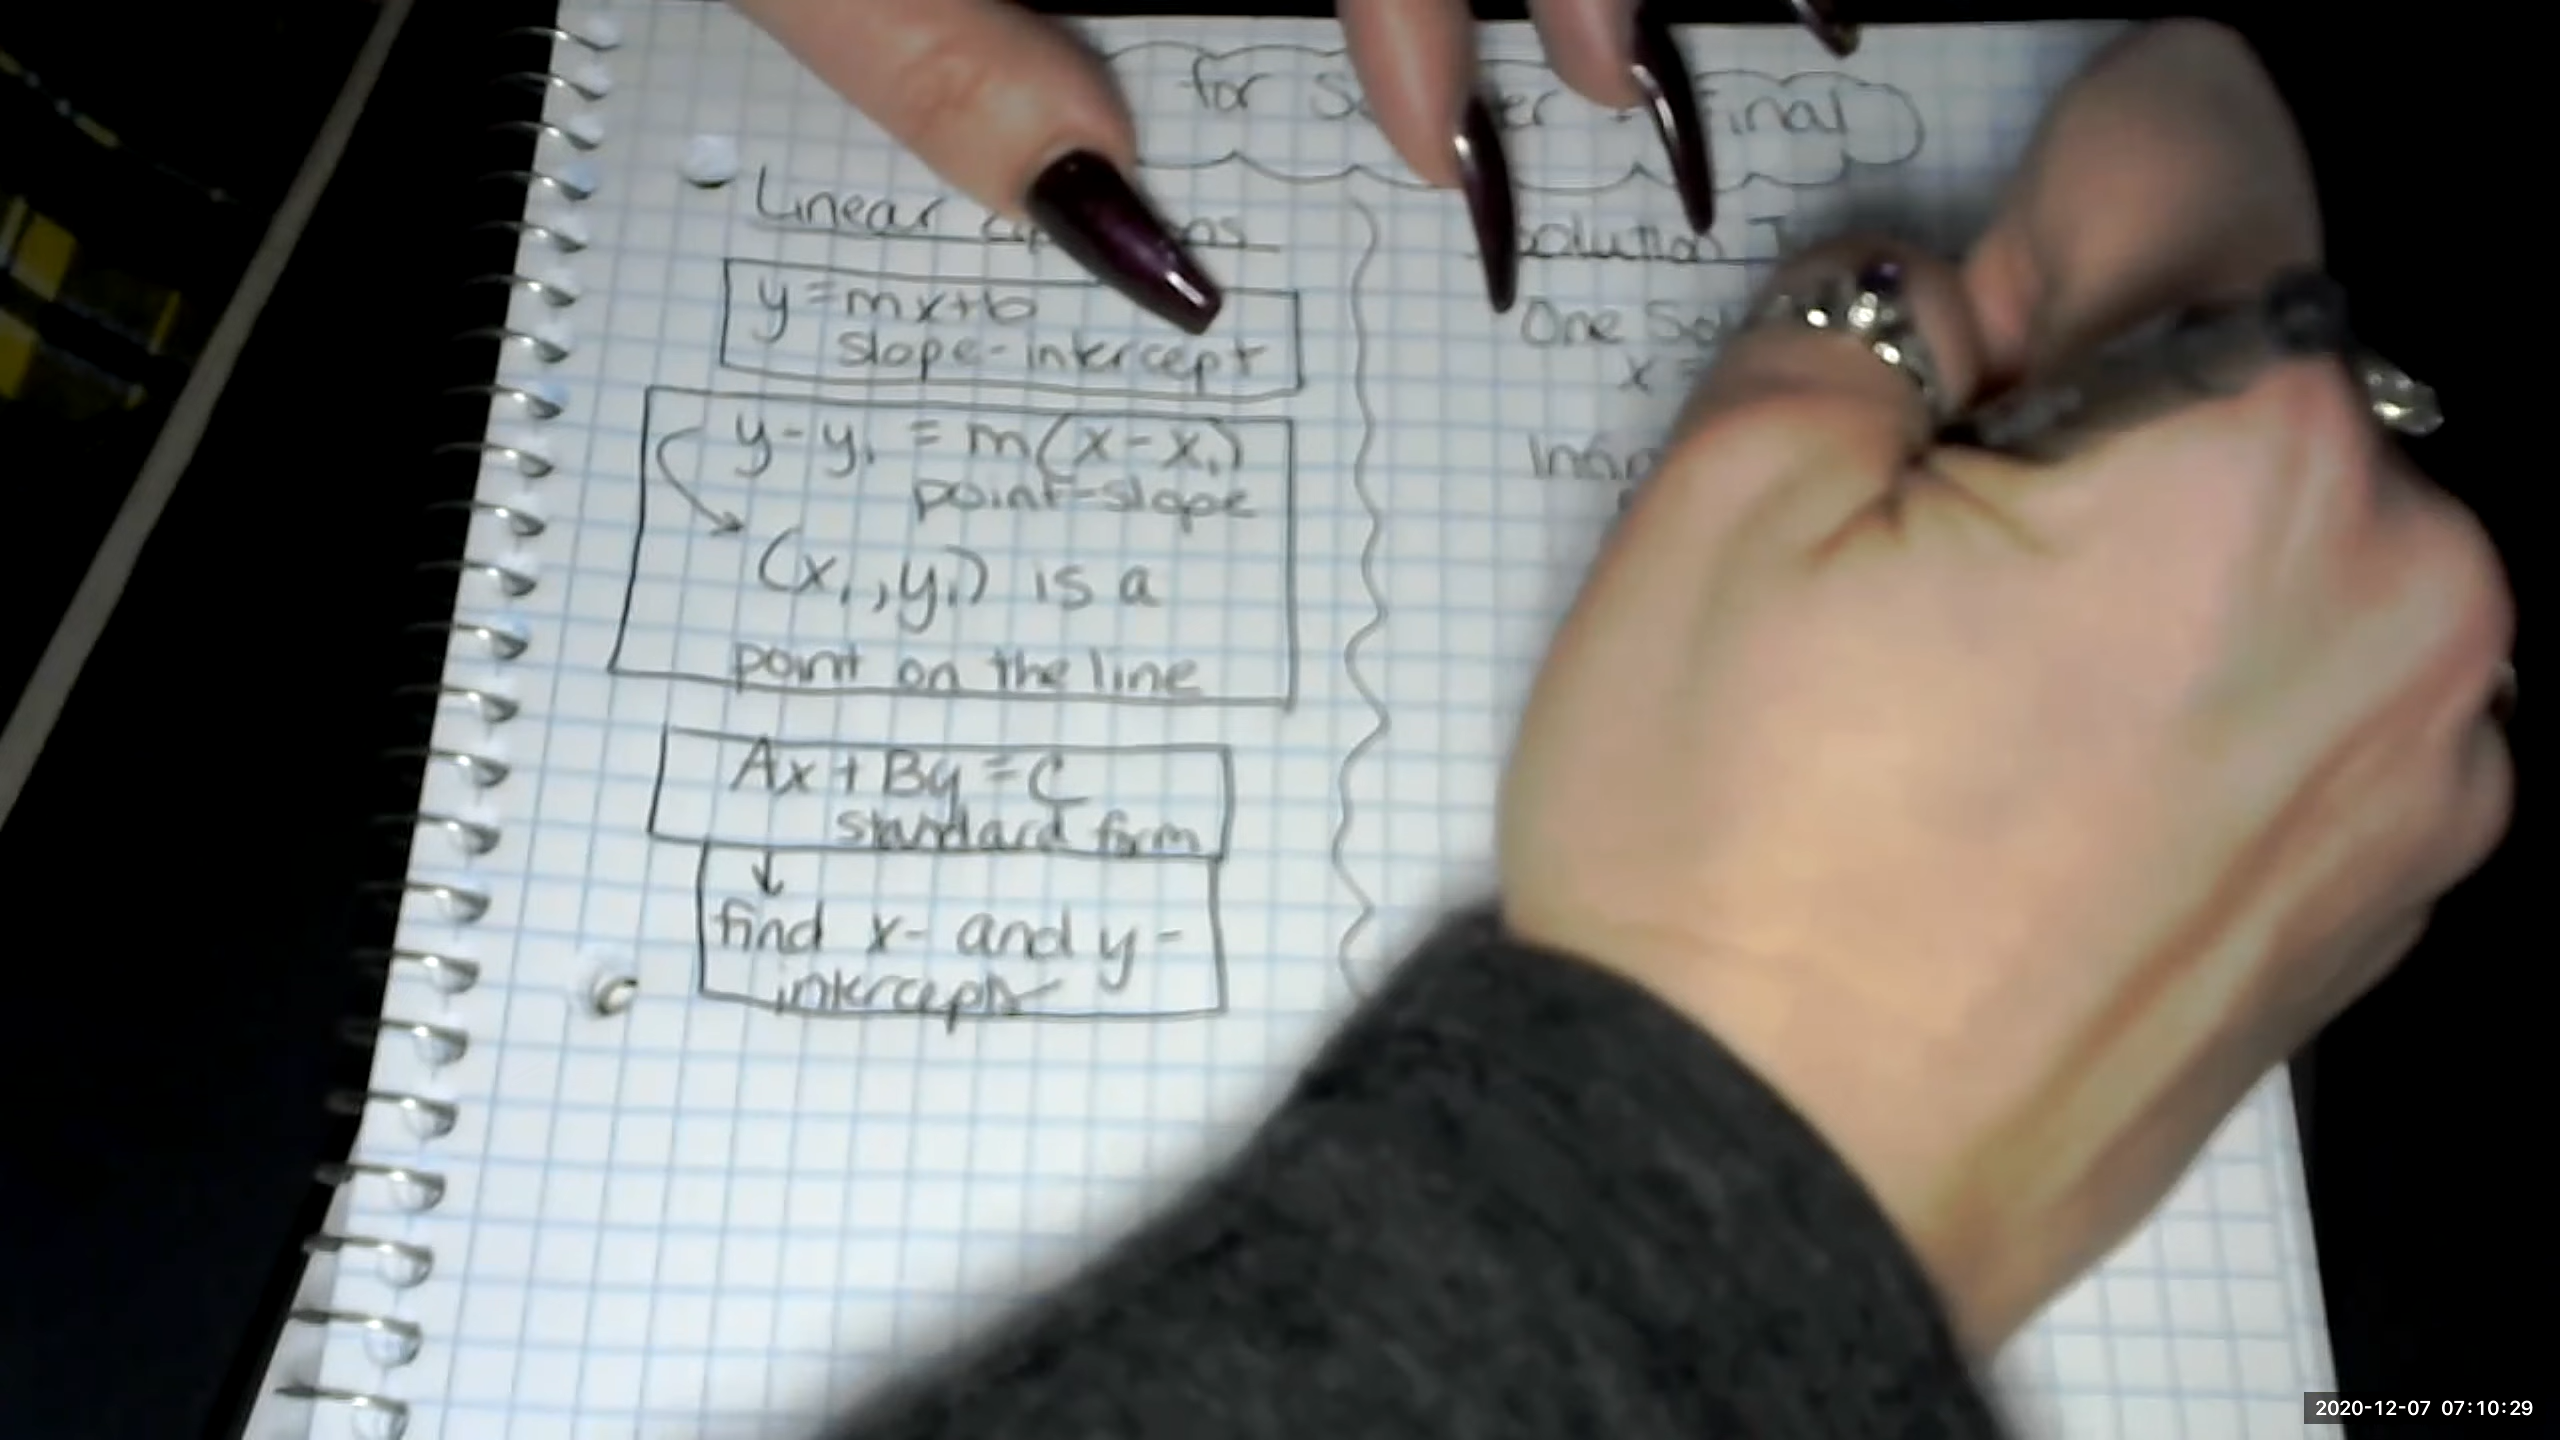 for
Final
Linear
y=mx+b
slope-intercept
y-y₁ = m(x-x₁)
point-slope
(x₁,y₁) is a
point on the line
Ax + By = C
standard form
↓
find x- and y-
intercepts
Solution
One
x =
2020-12-07 07:10:29